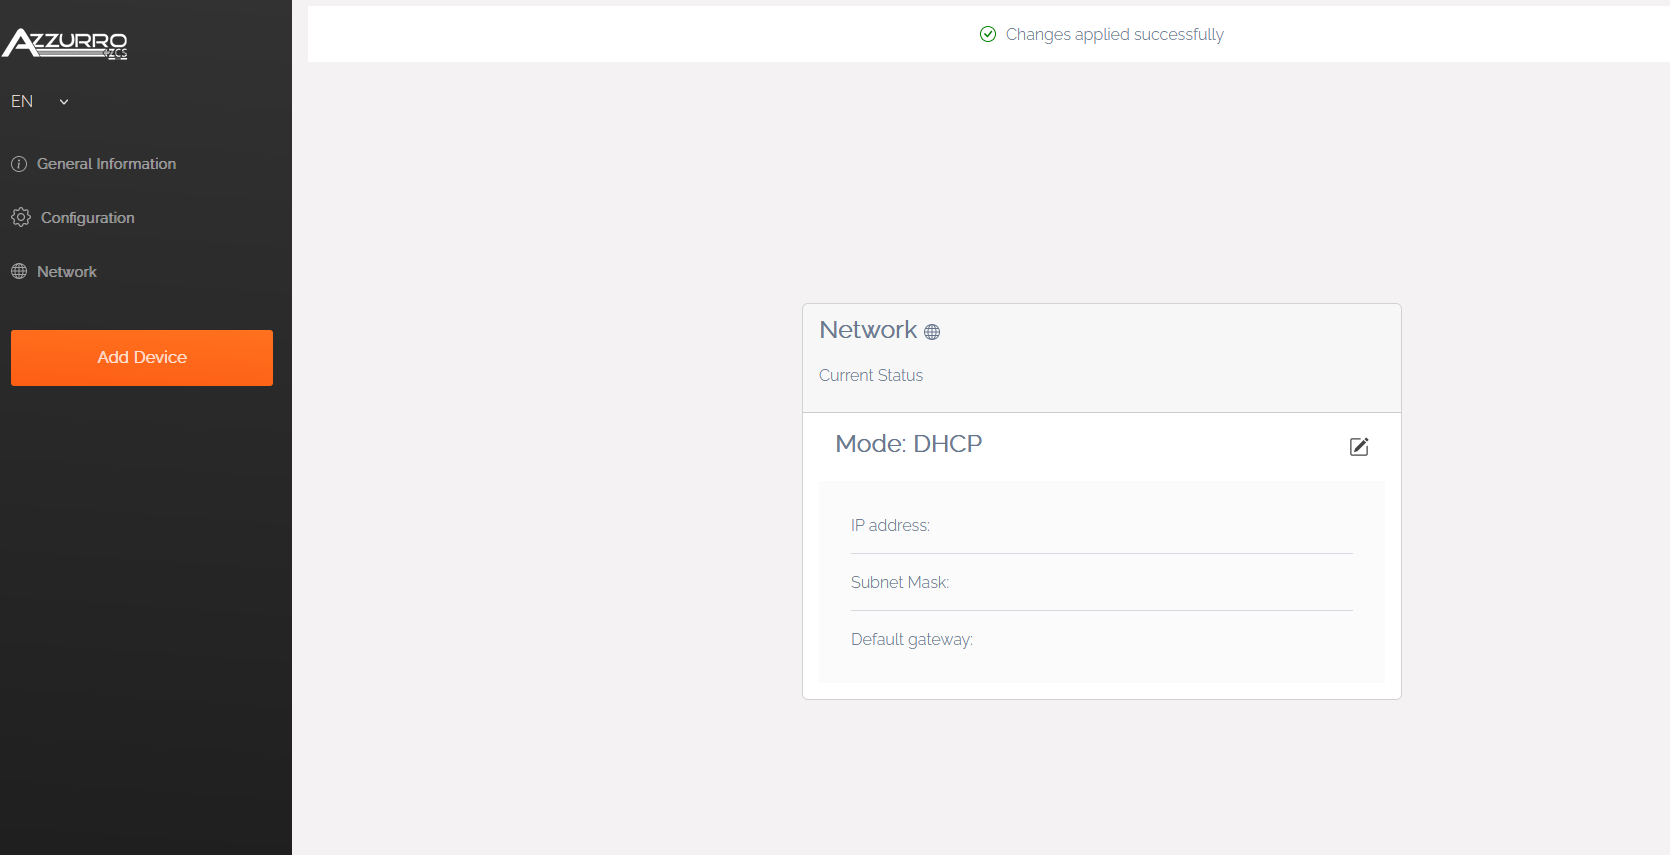 AZZURRO
ZCS
EN
General Information
Configuration
Network
Add Device
Changes applied successfully
Network
Current Status
Mode: DHCP
IP address:
Subnet Mask:
Default gateway: